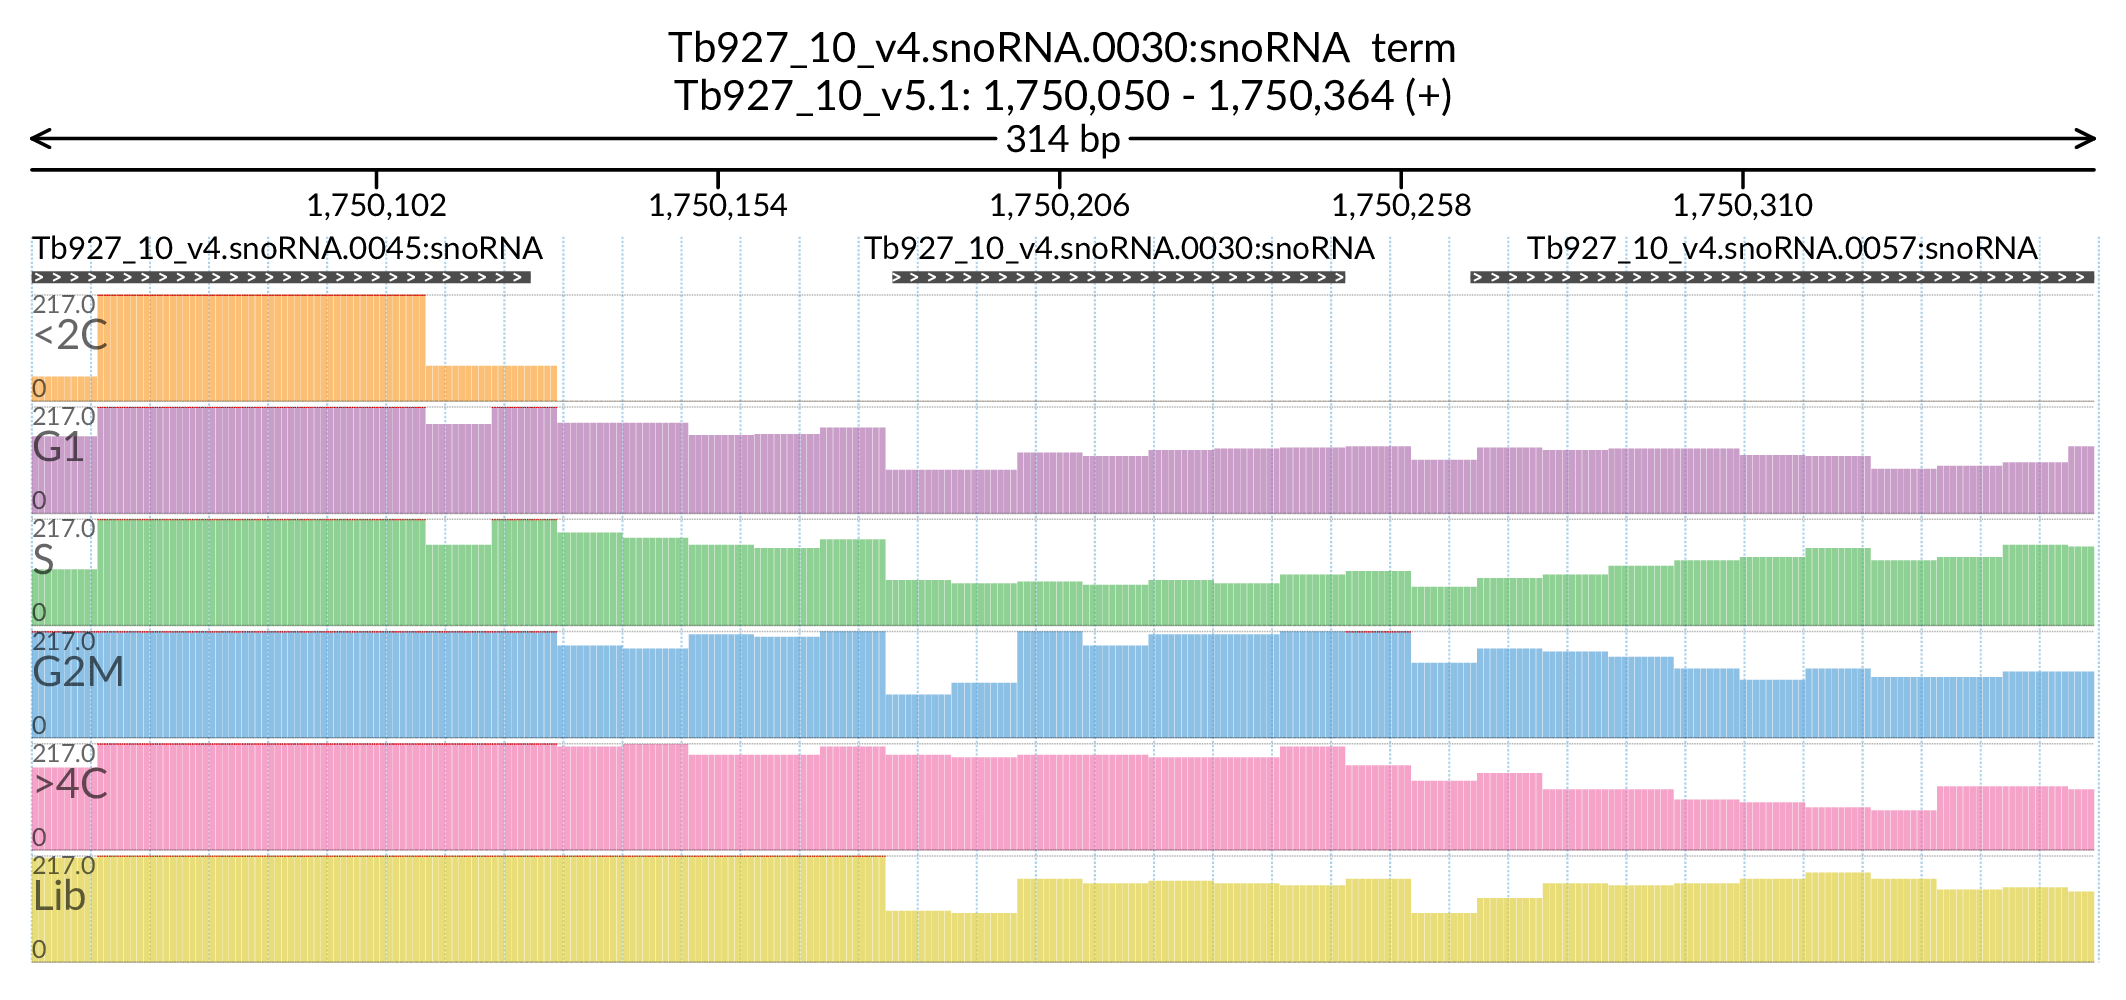 Tb927_10_v4.snoRNA.0030:snoRNA term
Tb927_10_v5.1: 1,750,050 - 1,750,364 (+)
314 bp
1,750,102 1,750,154 1,750,206 1,750,258 1,750,310
Tb927_10_v4.snoRNA.0045:snoRNA Tb927_10_v4.snoRNA.0030:snoRNA Tb927_10_v4.snoRNA.0057:snoRNA
217.0
<2C
0
217.0
G1
0
217.0
S
0
217.0
G2M
0
217.0
>4C
0
217.0
Lib
0